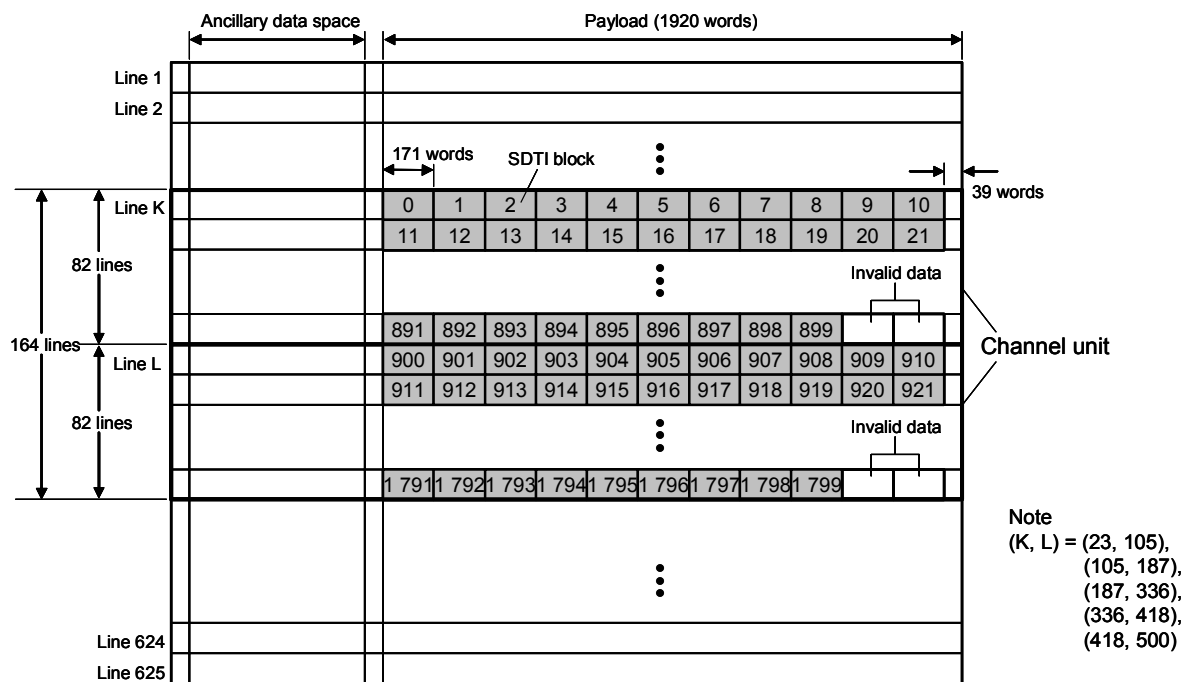 Ancillary data space
Payload (1920 words)
Line 1
Line 2
171 words
SDTI block
39 words
Line K
0 1 2 3 4 5 6 7 8 9 10
11 12 13 14 15 16 17 18 19 20 21
82 lines
Invalid data
891 892 893 894 895 896 897 898 899
164 lines
Channel unit
Line L
900 901 902 903 904 905 906 907 908 909 910
911 912 913 914 915 916 917 918 919 920 921
82 lines
Invalid data
1 791 1 792 1 793 1 794 1 795 1 796 1 797 1 798 1 799
Note
(K, L) = (23, 105),
(105, 187),
(187, 336),
(336, 418),
(418, 500)
Line 624
Line 625